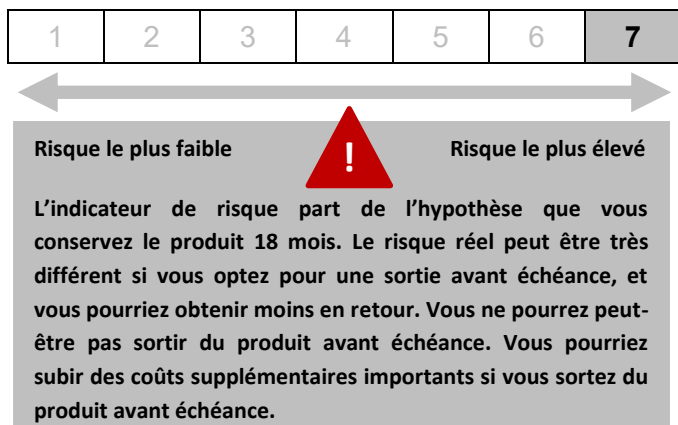 1 2 3 4 5 6 7
!
Risque le plus faible Risque le plus élevé
L’indicateur de risque part de l’hypothèse que vous
conservez le produit 18 mois. Le risque réel peut être très
différent si vous optez pour une sortie avant échéance, et
vous pourriez obtenir moins en retour. Vous ne pourrez peut-
être pas sortir du produit avant échéance. Vous pourriez
subir des coûts supplémentaires importants si vous sortez du
produit avant échéance.